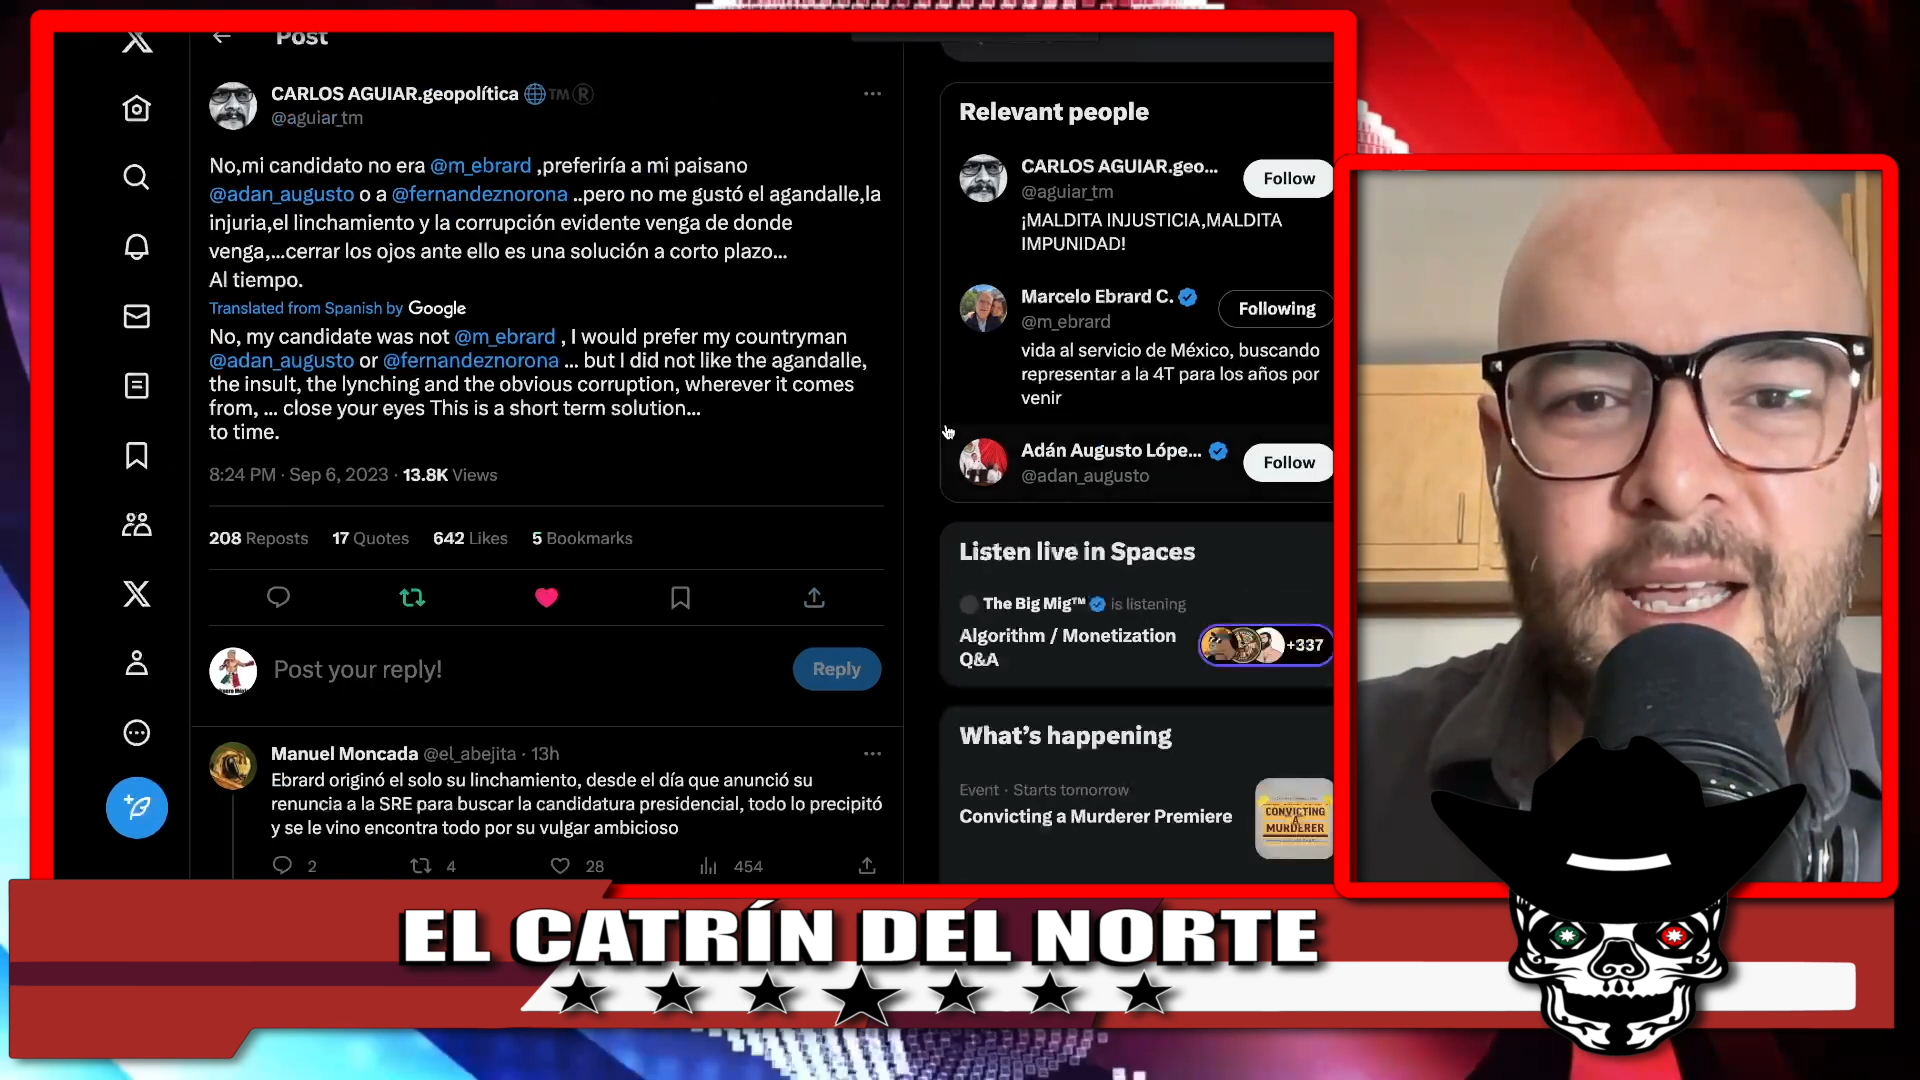 Post
CARLOS AGUIAR.geopolítica 🌐™®
@aguiar_tm
No,mi candidato no era @m_ebrard ,preferiría a mi paisano
@adan_augusto o a @fernandeznorona ..pero no me gustó el agandalle,la
injuria,el linchamiento y la corrupción evidente venga de donde
venga,...cerrar los ojos ante ello es una solución a corto plazo...
Al tiempo.
Translated from Spanish by Google
No, my candidate was not @m_ebrard , I would prefer my countryman
@adan_augusto or @fernandeznorona ... but I did not like the agandalle,
the insult, the lynching and the obvious corruption, wherever it comes
from, ... close your eyes This is a short term solution...
to time.
8:24 PM · Sep 6, 2023 · 13.8K Views
208 Reposts 17 Quotes 642 Likes 5 Bookmarks
Post your reply!
Reply
Manuel Moncada @el_abejita · 13h
Ebrard originó el solo su linchamiento, desde el día que anunció su
renuncia a la SRE para buscar la candidatura presidencial, todo lo precipitó
y se le vino encontra todo por su vulgar ambicioso
2 4 28 454
Relevant people
CARLOS AGUIAR.geo...
@aguiar_tm
Follow
¡MALDITA INJUSTICIA,MALDITA
IMPUNIDAD!
Marcelo Ebrard C.
@m_ebrard
Following
vida al servicio de México, buscando
representar a la 4T para los años por
venir
Adán Augusto Lópe...
@adan_augusto
Follow
Listen live in Spaces
The Big Mig™ is listening
Algorithm / Monetization
Q&A
+337
What's happening
Event · Starts tomorrow
Convicting a Murderer Premiere
CONVICTING
A
MURDERER
EL CATRÍN DEL NORTE